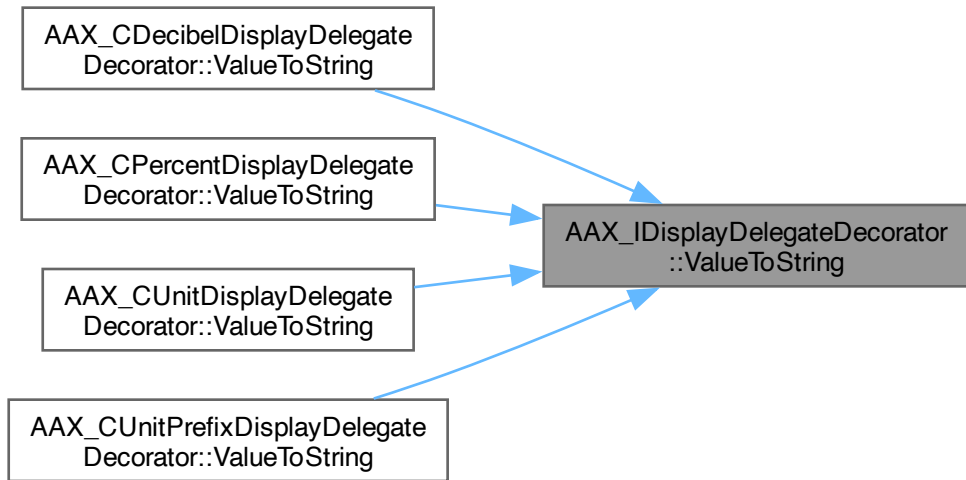 AAX_CDecibelDisplayDelegate
Decorator::ValueToString
AAX_CPercentDisplayDelegate
Decorator::ValueToString
AAX_IDisplayDelegateDecorator
::ValueToString
AAX_CUnitDisplayDelegate
Decorator::ValueToString
AAX_CUnitPrefixDisplayDelegate
Decorator::ValueToString